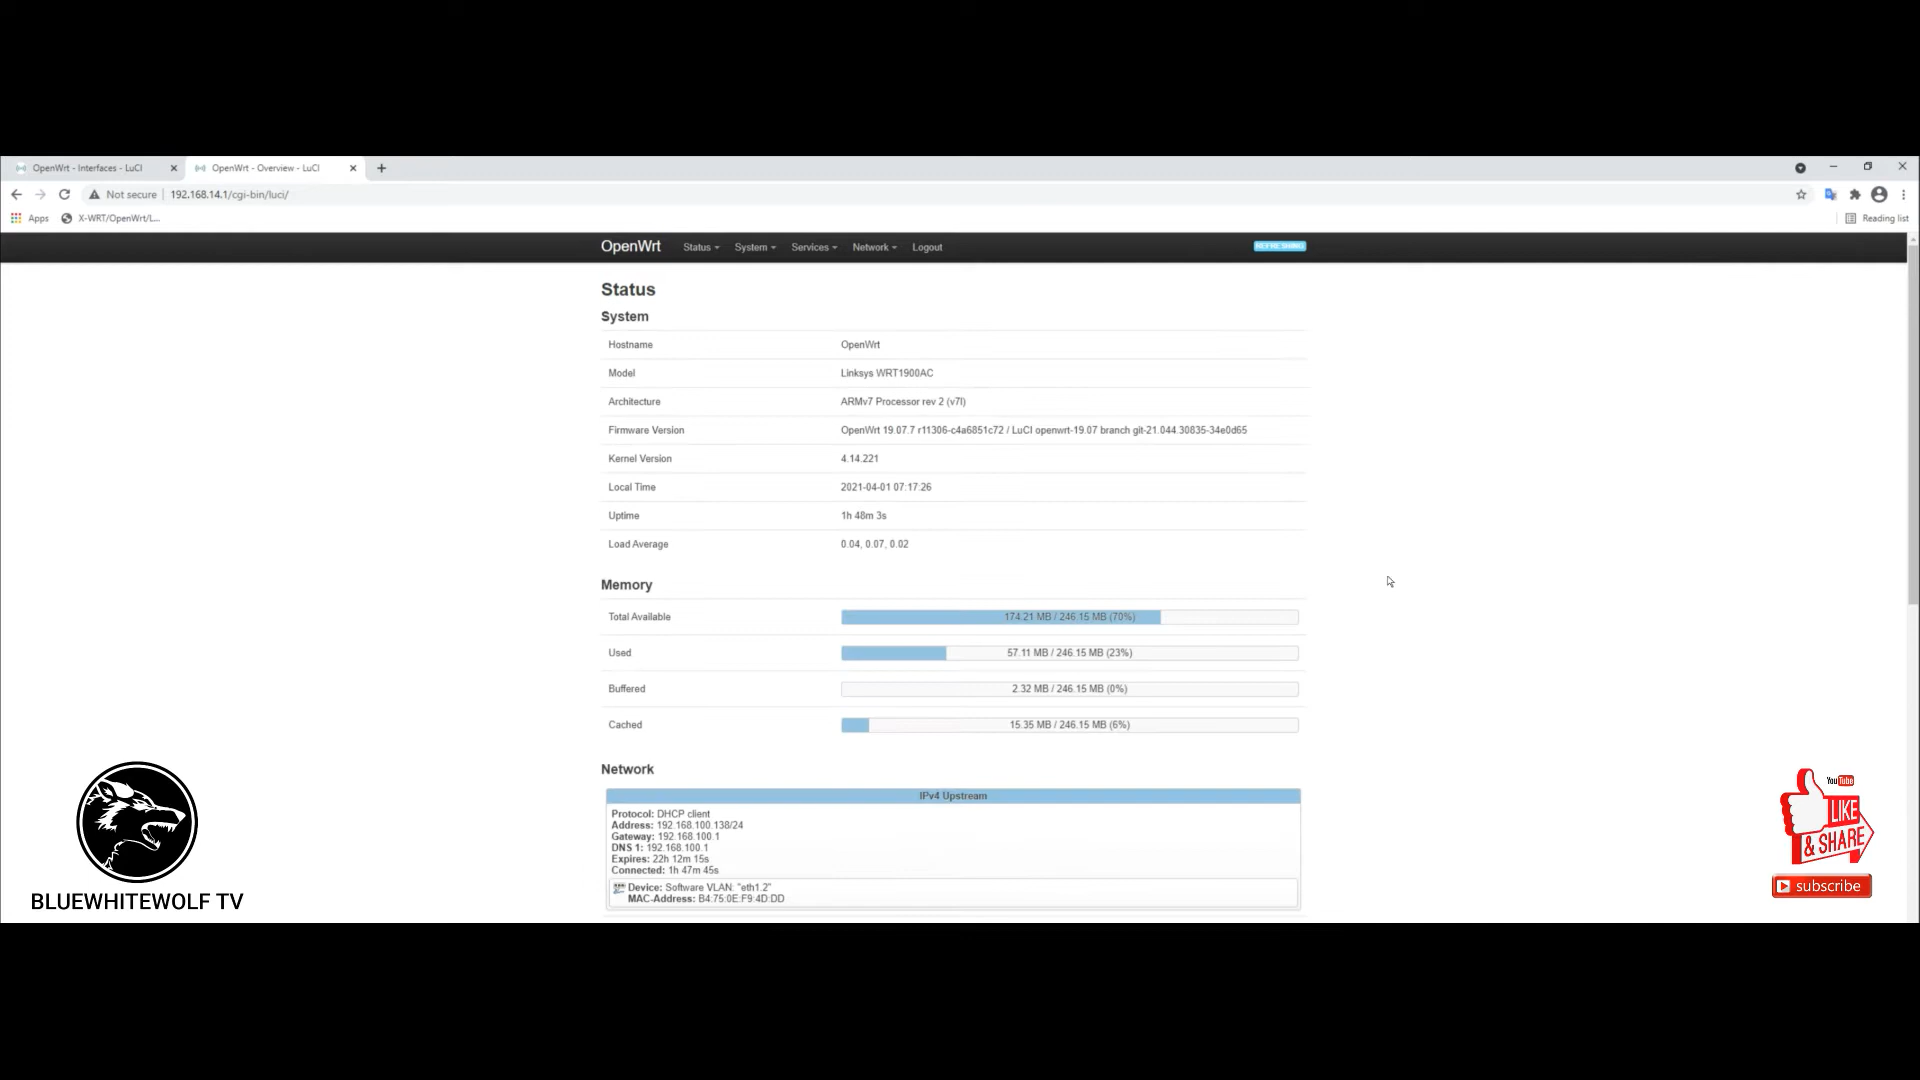 OpenWrt - Interfaces - LuCI
OpenWrt - Overview - LuCI
Not secure
192.168.14.1/cgi-bin/luci/
Apps
X-WRT/OpenWrt/L...
Reading list
OpenWrt
Status
System
Services
Network
Logout
REFRESHING
Status
System
Hostname OpenWrt
Model Linksys WRT1900AC
Architecture ARMv7 Processor rev 2 (v7l)
Firmware Version OpenWrt 19.07.7 r11306-c4a6851c72 / LuCI openwrt-19.07 branch git-21.044.30835-34e0d65
Kernel Version 4.14.221
Local Time 2021-04-01 07:17:26
Uptime 1h 48m 3s
Load Average 0.04, 0.07, 0.02
Memory
Total Available 174.21 MB / 246.15 MB (70%)
Used 57.11 MB / 246.15 MB (23%)
Buffered 2.32 MB / 246.15 MB (0%)
Cached 15.35 MB / 246.15 MB (6%)
Network
IPv4 Upstream
Protocol: DHCP client
Address: 192.168.100.138/24
Gateway: 192.168.100.1
DNS 1: 192.168.100.1
Expires: 22h 12m 15s
Connected: 1h 47m 45s
Device: Software VLAN: "eth1.2"
MAC-Address: B4:75:0E:F9:4D:DD
BLUEWHITEWOLF TV
YouTube
LIKE
& SHARE
subscribe